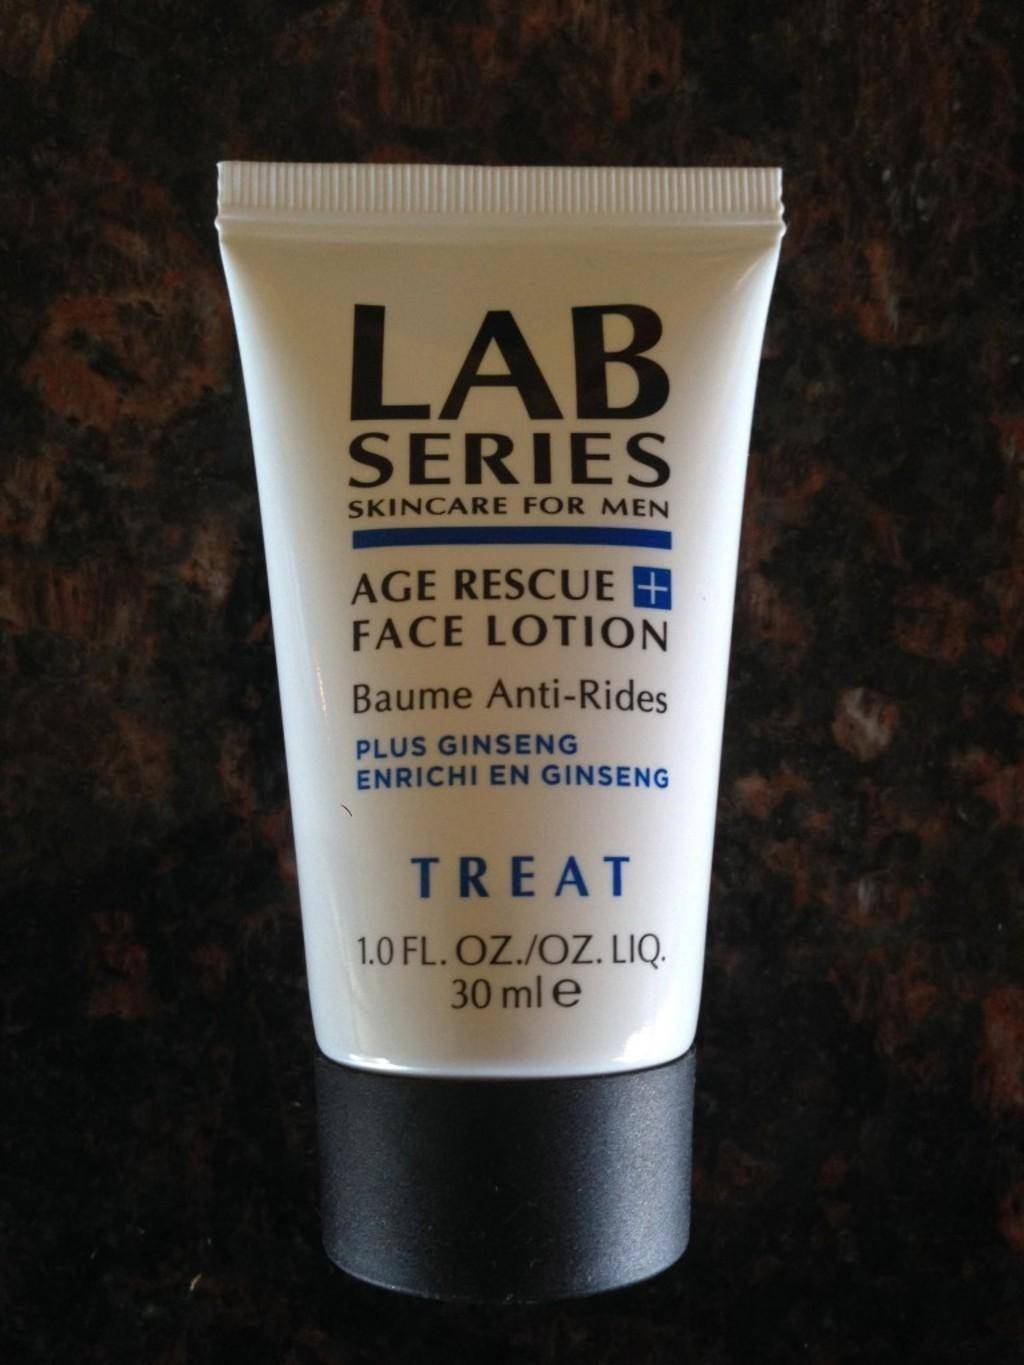 LAB
SERIES
SKINCARE FOR MEN
AGE RESCUE +
FACE LOTION
Baume Anti-Rides
PLUS GINSENG
ENRICHI EN GINSENG
TREAT
1.0 FL. OZ./OZ. LIQ.
30 ml e